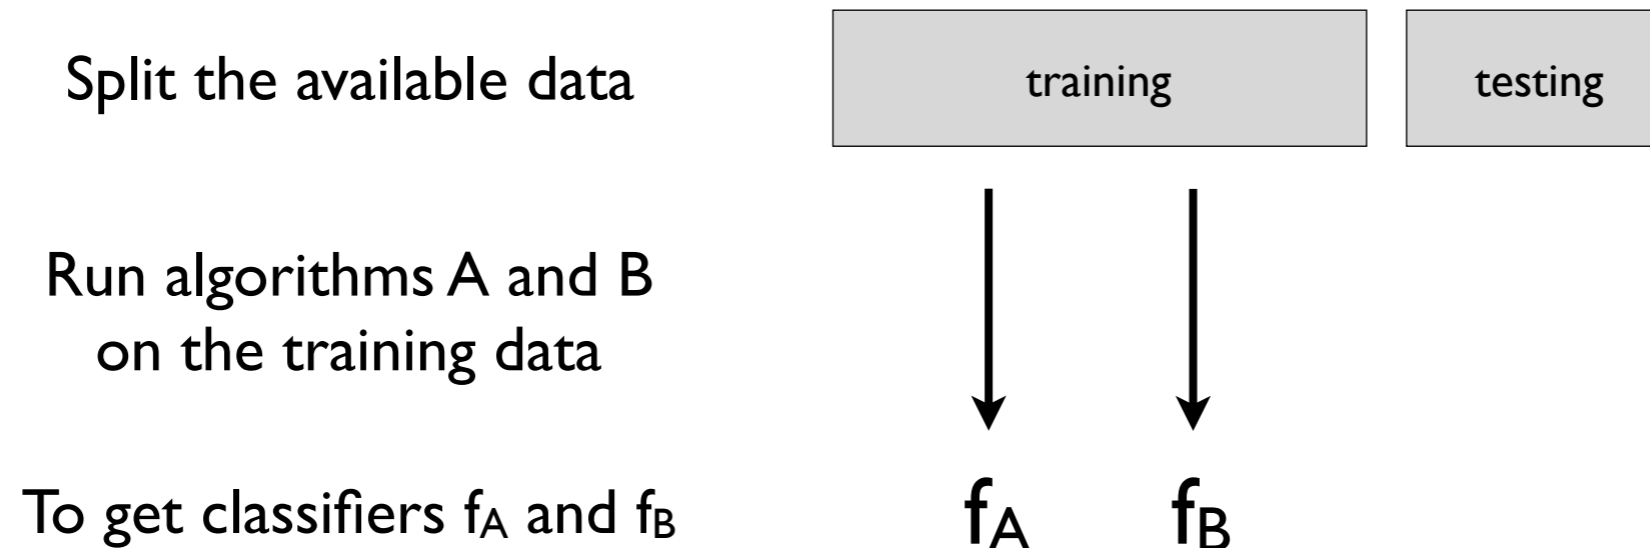 Split the available data
training
testing
Run algorithms A and B
on the training data
To get classifiers fA and fB
fA
fB